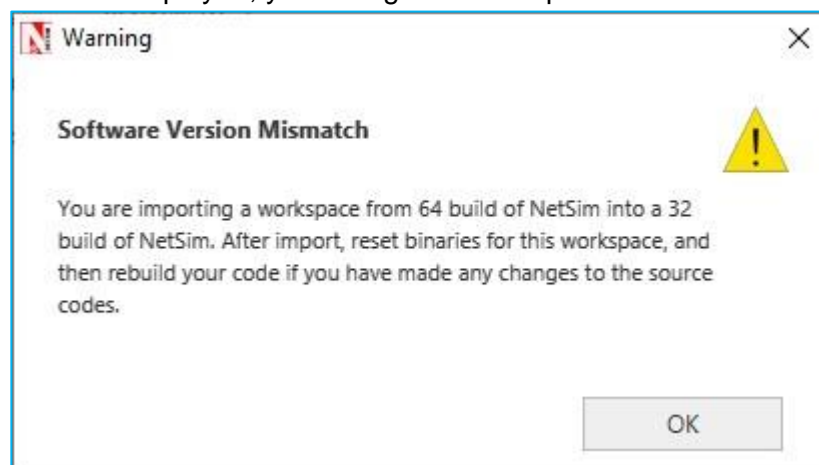 Warning
Software Version Mismatch
You are importing a workspace from 64 build of NetSim into a 32
build of NetSim. After import, reset binaries for this workspace, and
then rebuild your code if you have made any changes to the source
codes.
OK